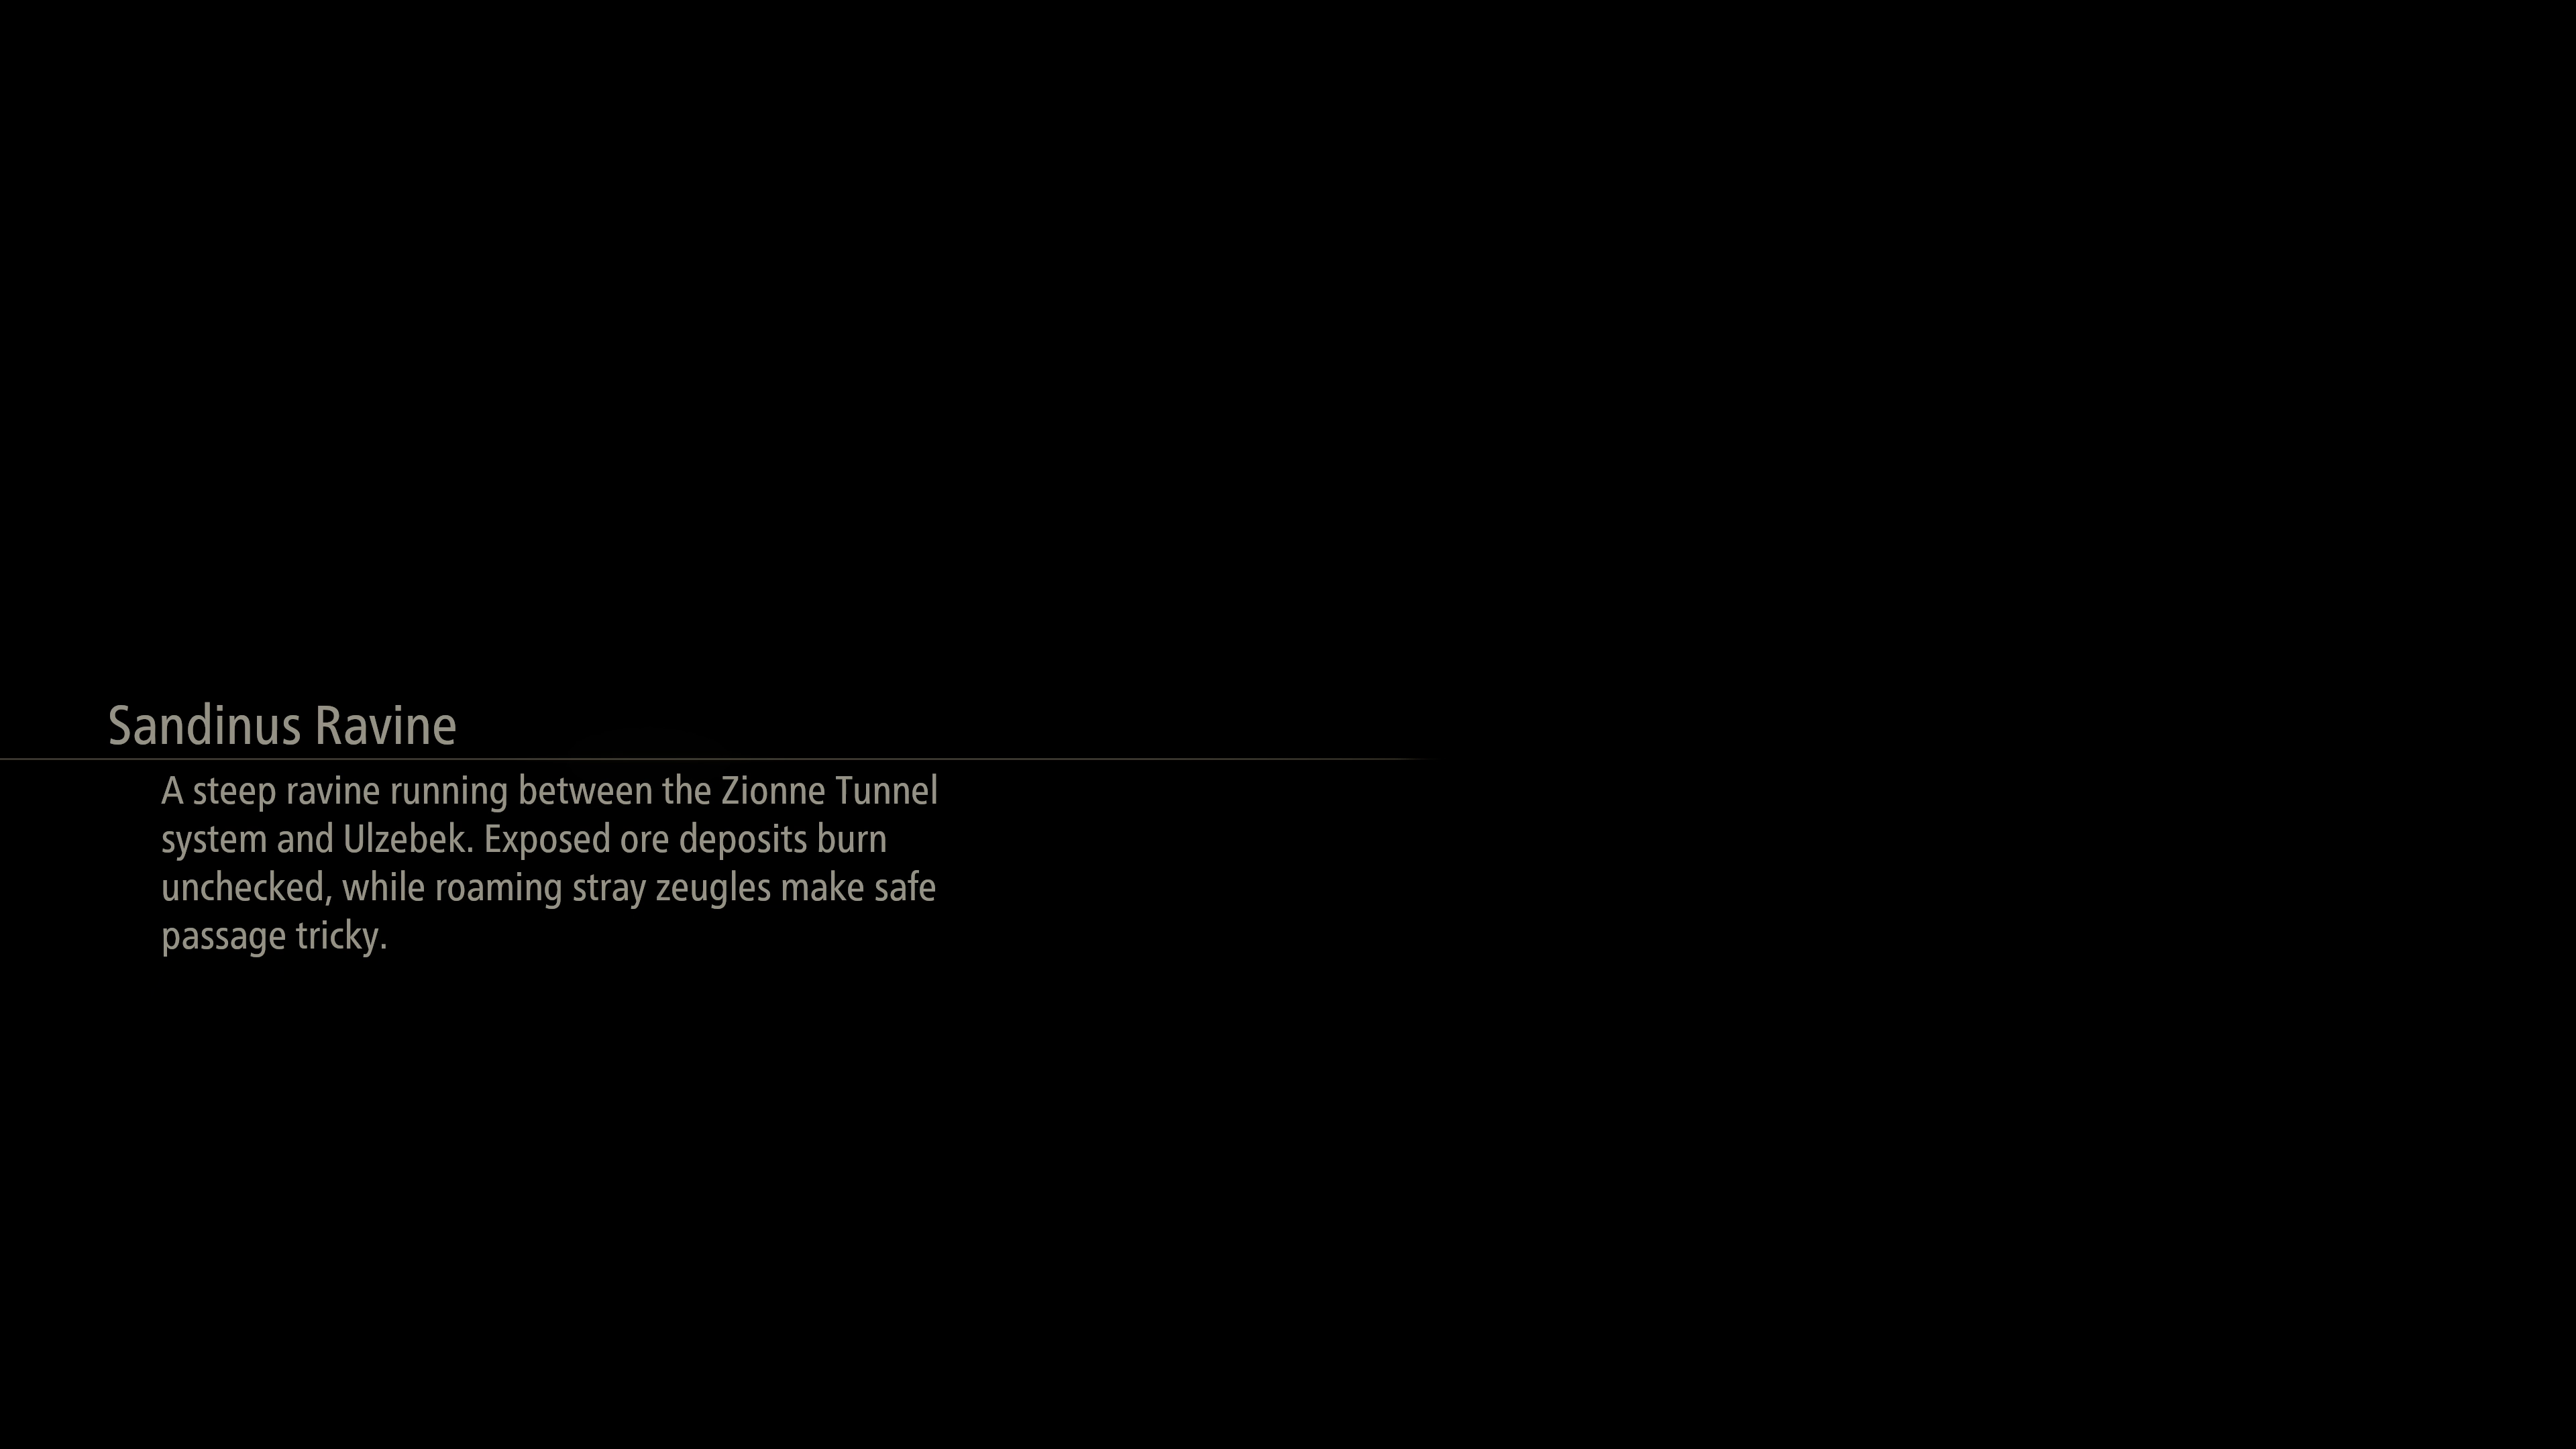 Sandinus Ravine
A steep ravine running between the Zionne Tunnel
system and Ulzebek. Exposed ore deposits burn
unchecked, while roaming stray zeugles make safe
passage tricky.